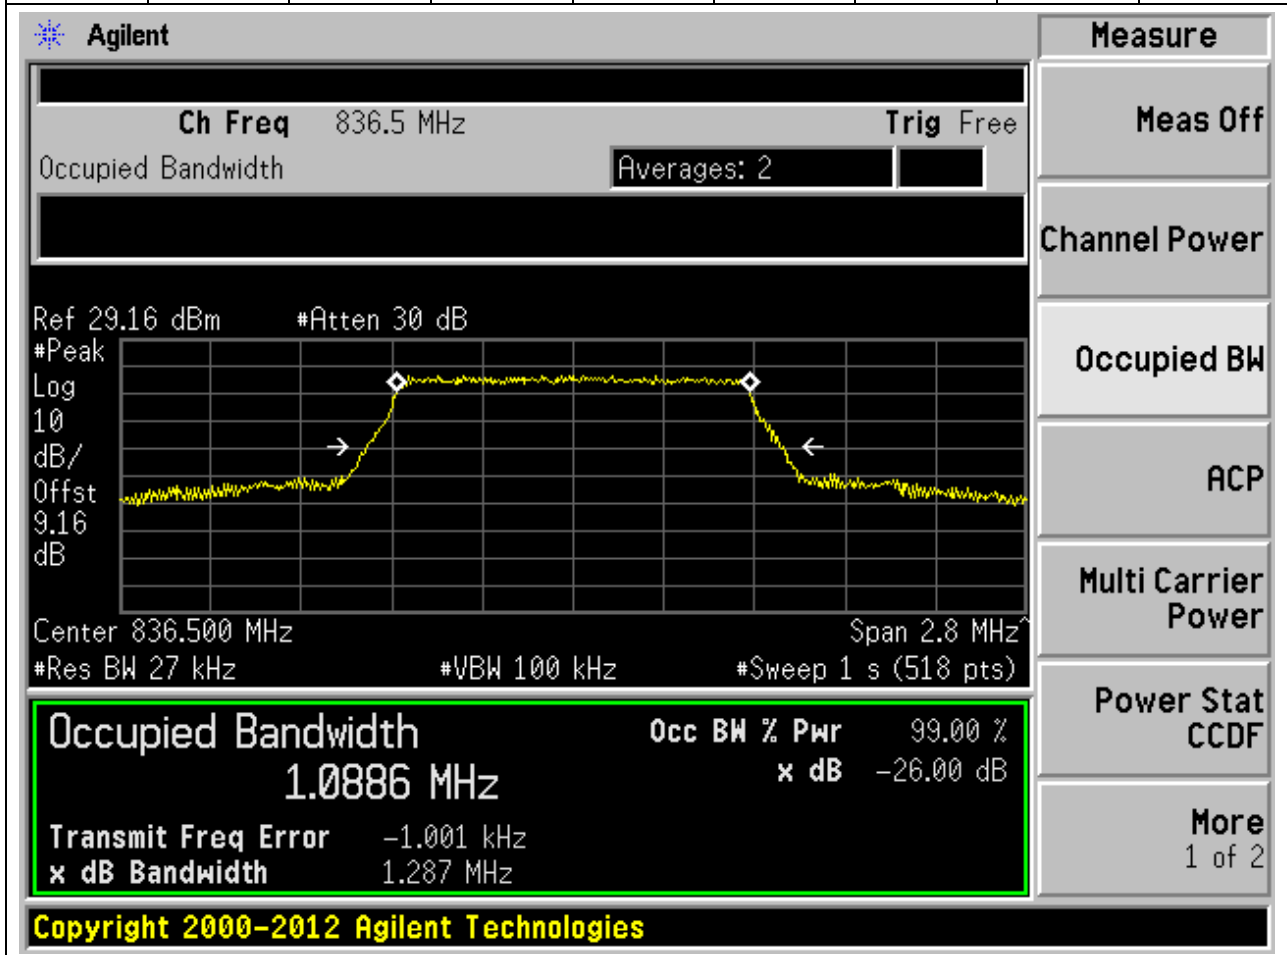 Agilent
Measure
Ch Freq 836.5 MHz Trig Free
Meas Off
Occupied Bandwidth Averages: 2
Channel Power
Ref 29.16 dBm #Atten 30 dB
#Peak
Log
10
dB/
Offst
9.16
dB
Occupied BW
ACP
Multi Carrier
Power
Center 836.500 MHz Span 2.8 MHz^
#Res BW 27 kHz #VBW 100 kHz #Sweep 1 s (518 pts)
Power Stat
CCDF
Occupied Bandwidth Occ BW % Pwr 99.00 %
1.0886 MHz x dB -26.00 dB
Transmit Freq Error -1.001 kHz
x dB Bandwidth 1.287 MHz
More
1 of 2
Copyright 2000-2012 Agilent Technologies